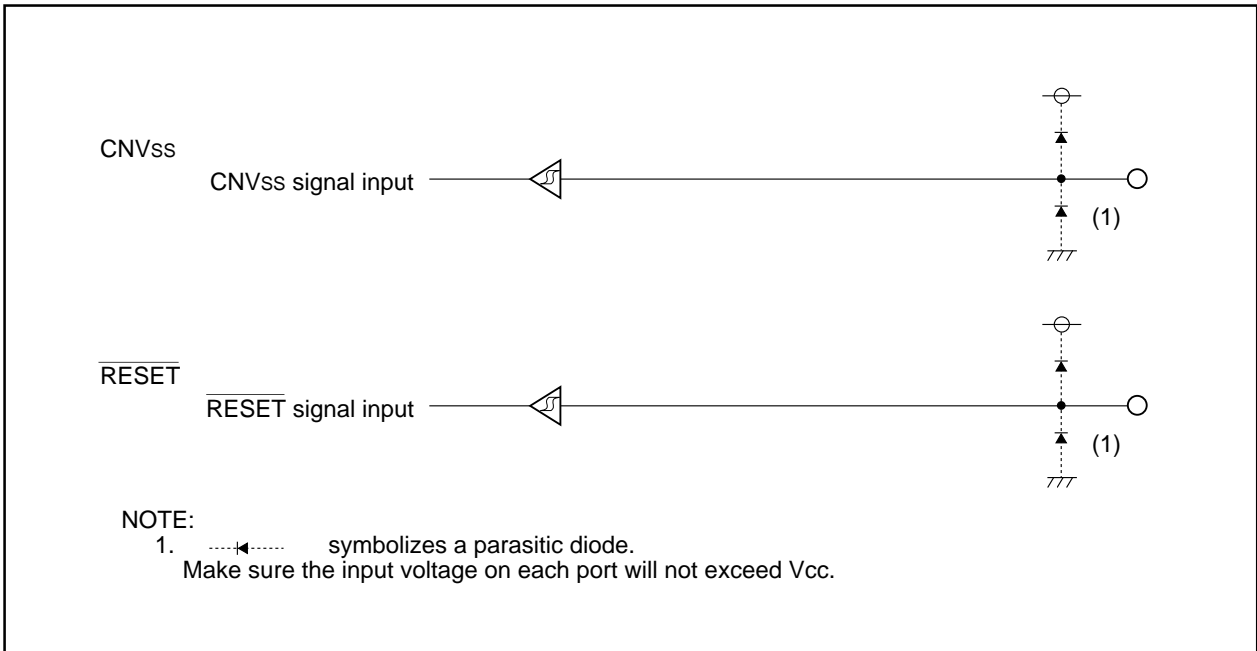 CNVss
CNVss signal input
(1)
RESET
RESET signal input
(1)
NOTE:
1. symbolizes a parasitic diode.
Make sure the input voltage on each port will not exceed Vcc.